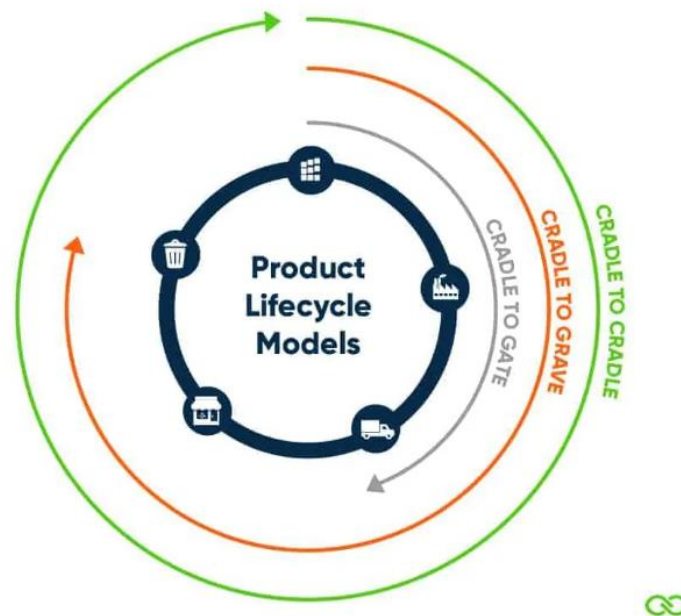 Product
Lifecycle
Models
CRADLE TO GATE
CRADLE TO GRAVE
CRADLE TO CRADLE